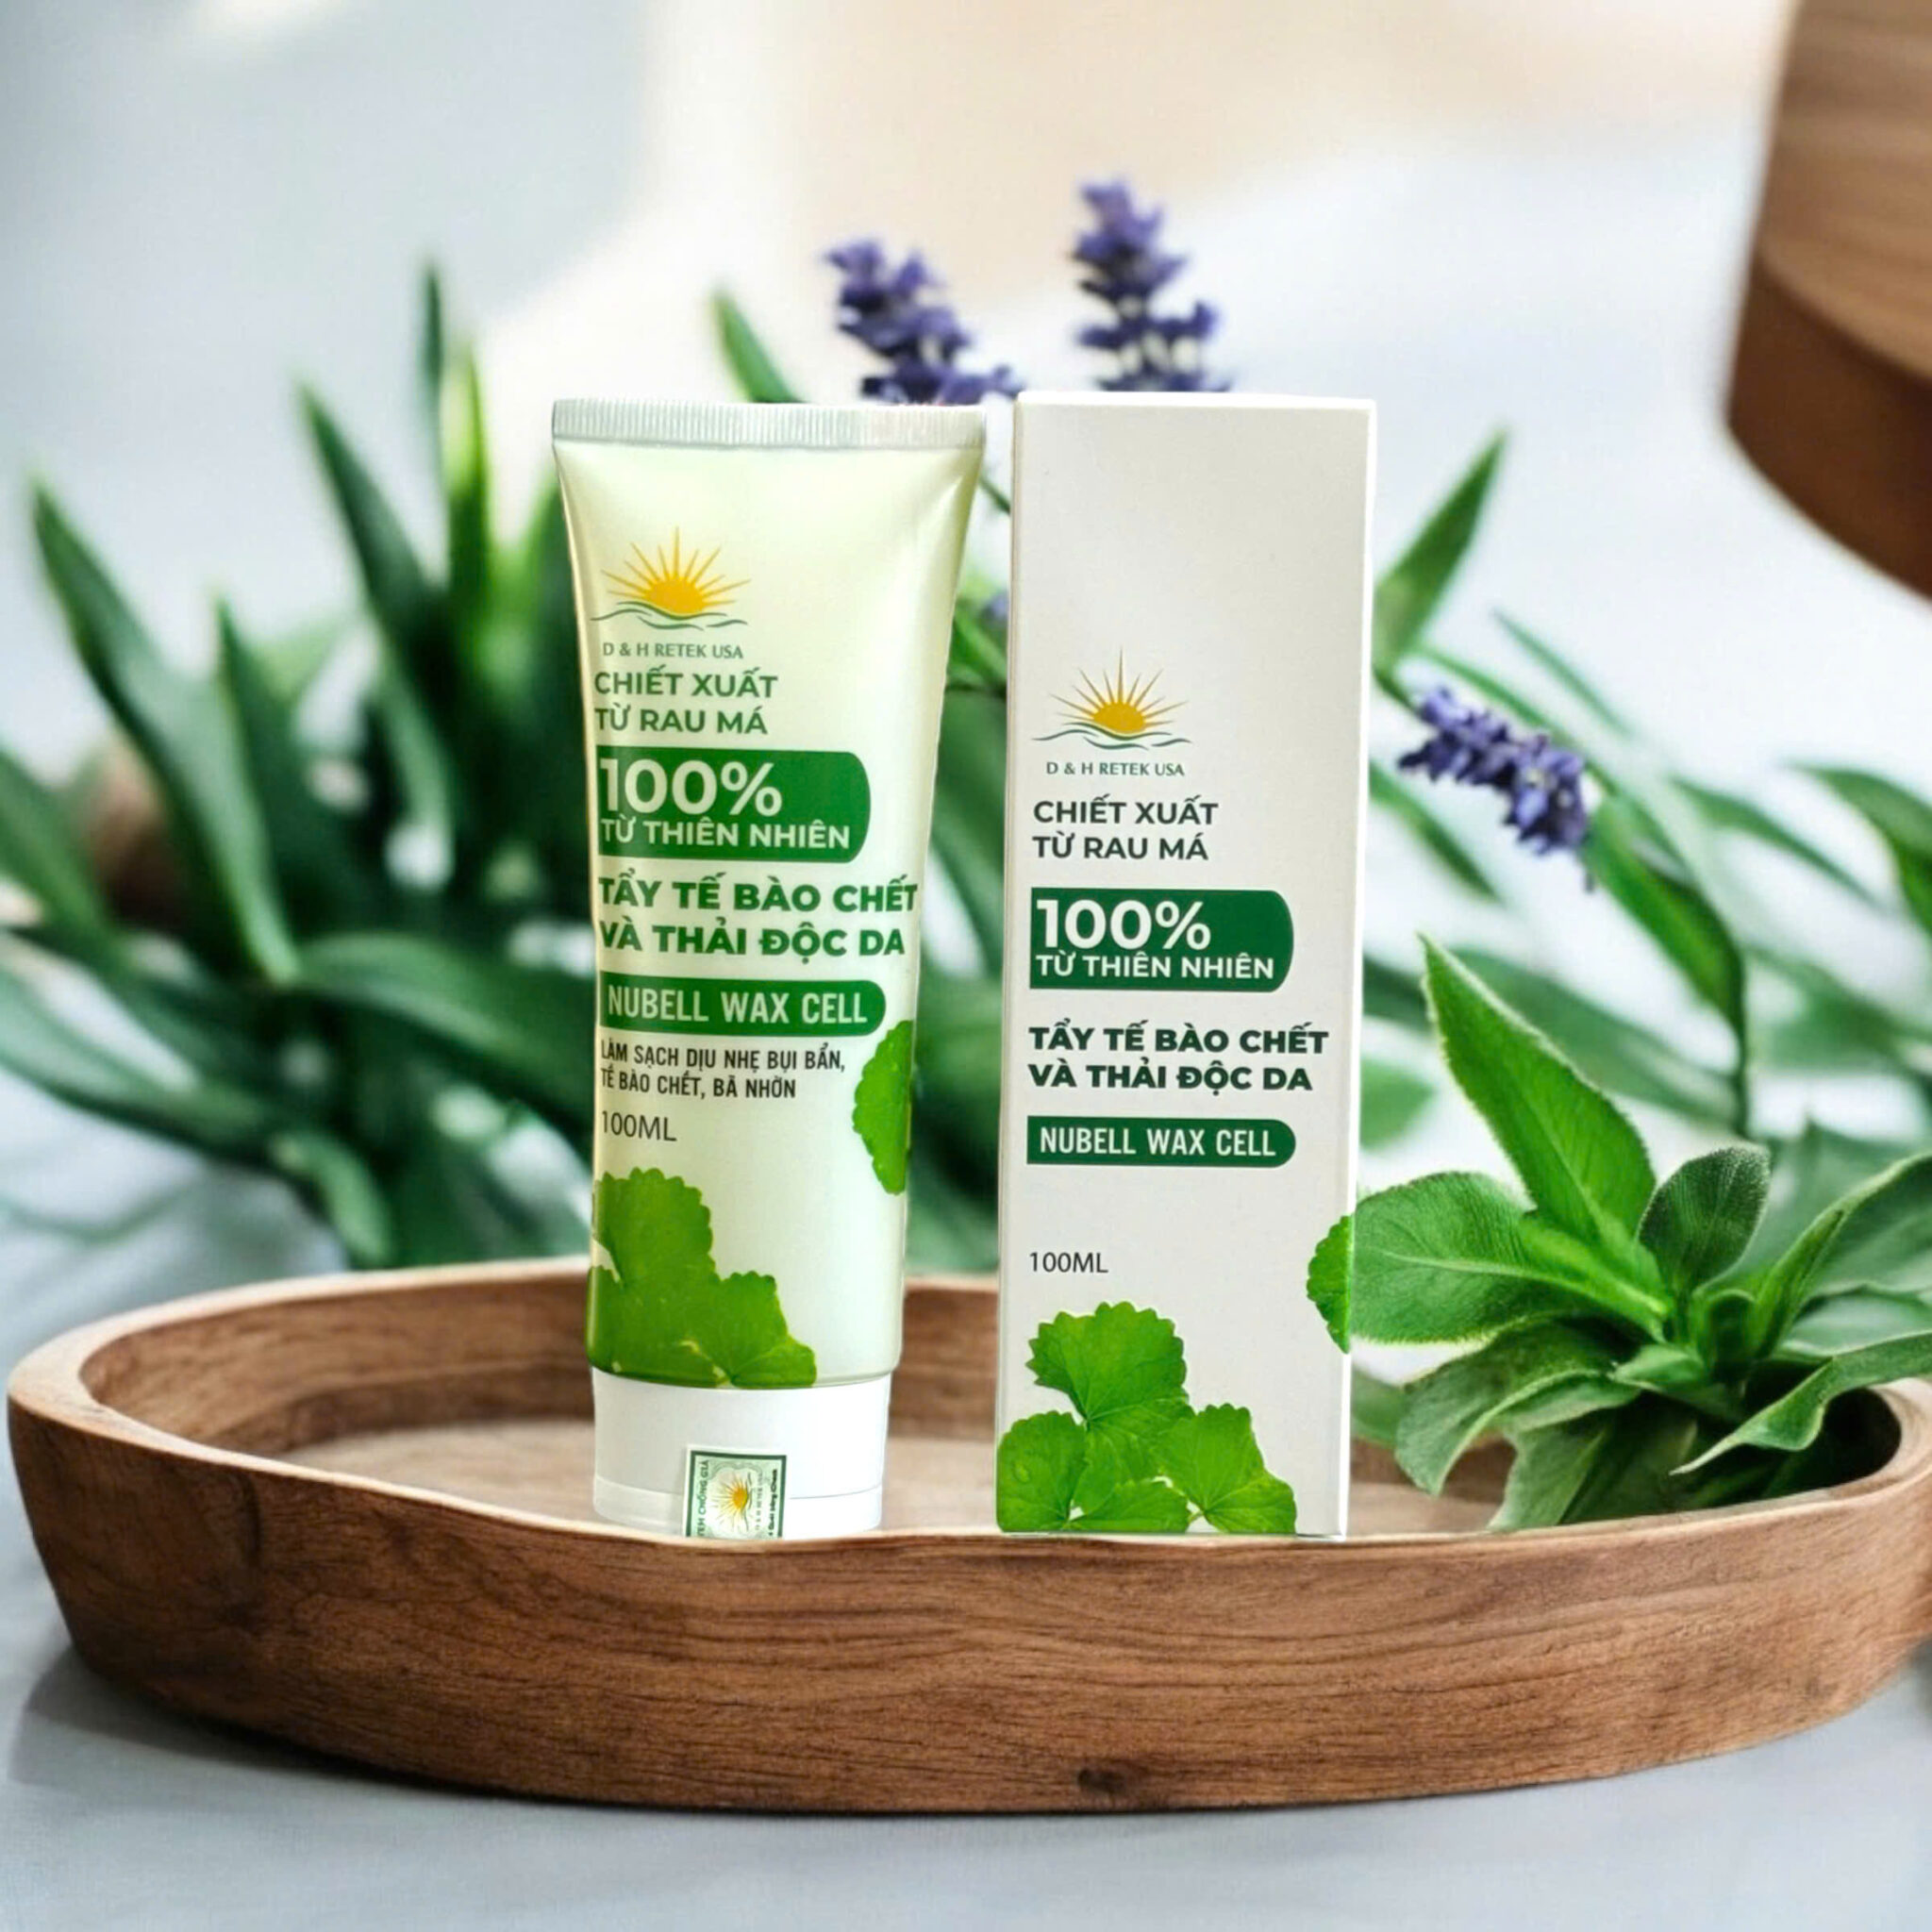 D & H RETEK USA
CHIẾT XUẤT
TỪ RAU MÁ
100%
TỪ THIÊN NHIÊN
TẨY TẾ BÀO CHẾT
VÀ THẢI ĐỘC DA
NUBELL WAX CELL
LÀM SẠCH DỊU NHẸ BỤI BẨN,
TẾ BÀO CHẾT, BÃ NHỜN
100ML
TEM CHỐNG GIẢ
D & H RETEK USA
CHIẾT XUẤT
TỪ RAU MÁ
100%
TỪ THIÊN NHIÊN
TẨY TẾ BÀO CHẾT
VÀ THẢI ĐỘC DA
NUBELL WAX CELL
100ML